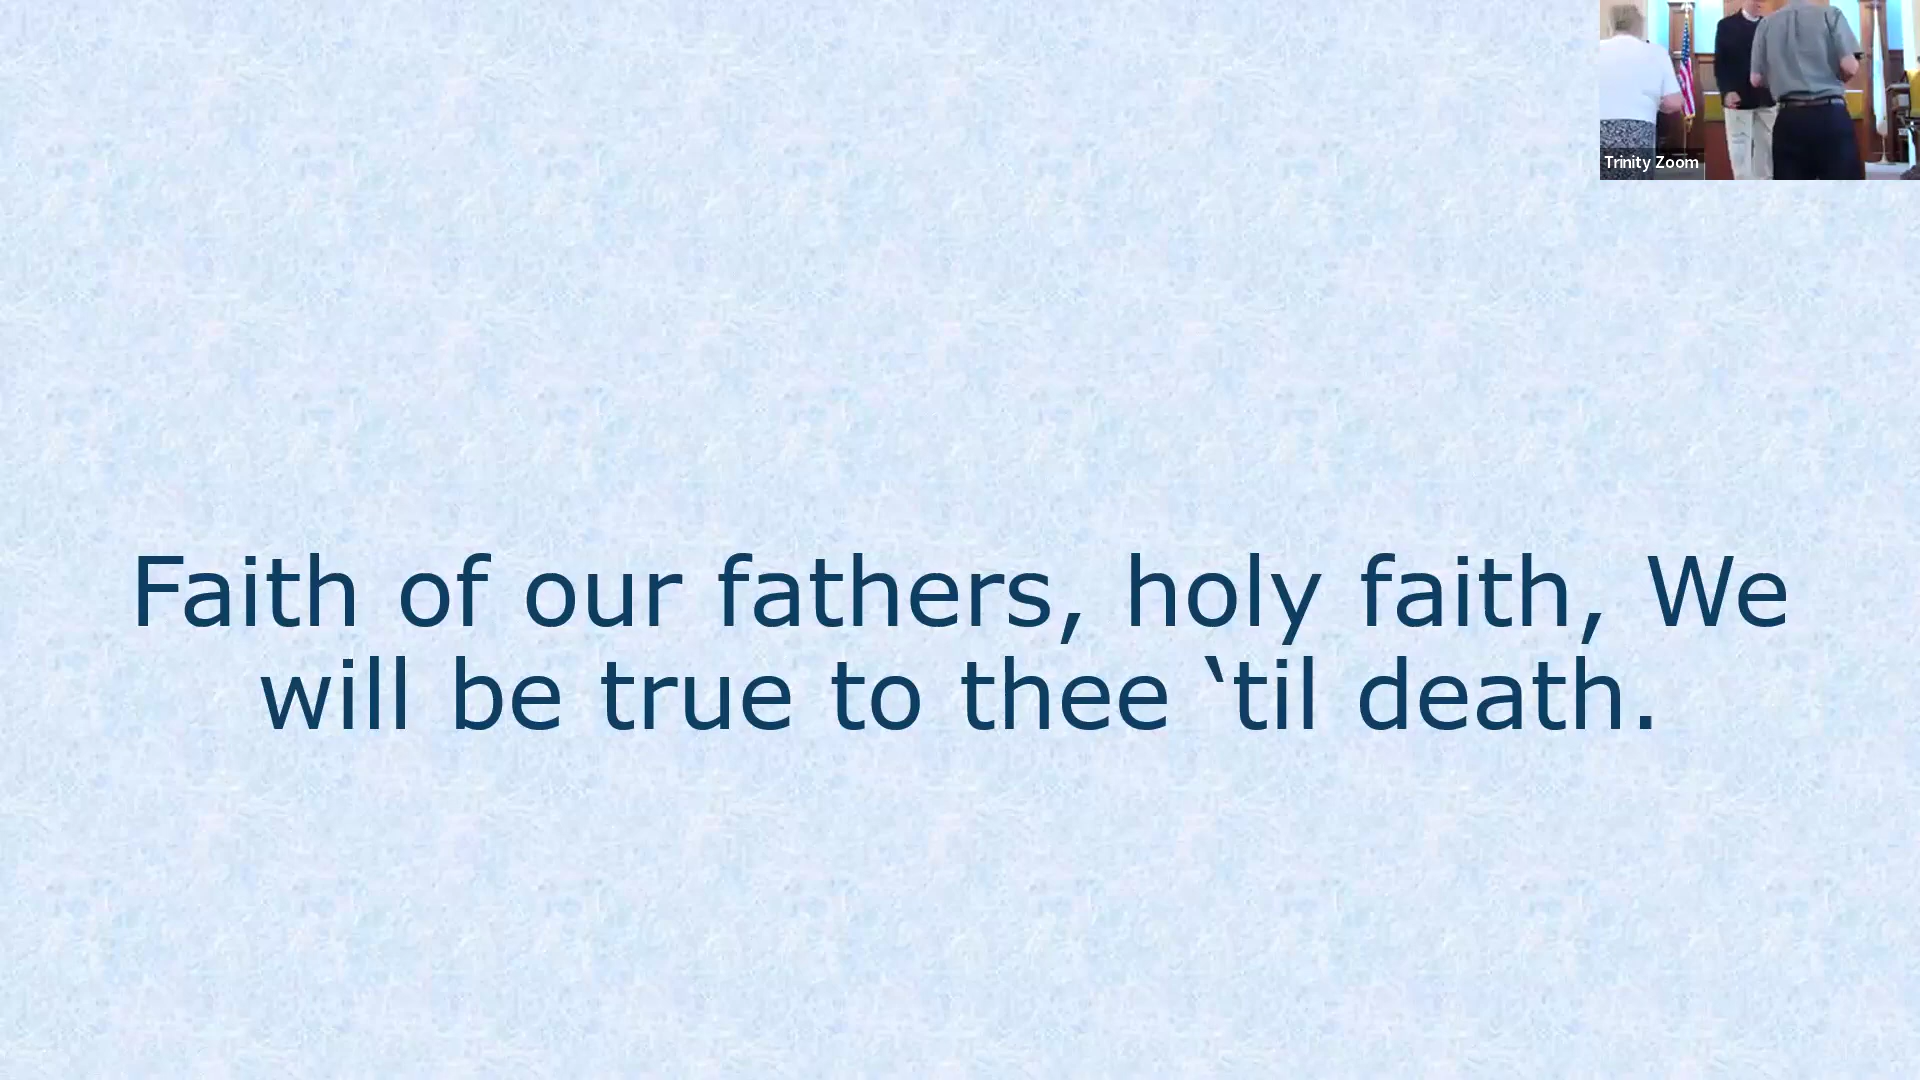 Trinity Zoom
Faith of our fathers, holy faith, We
will be true to thee ‘til death.